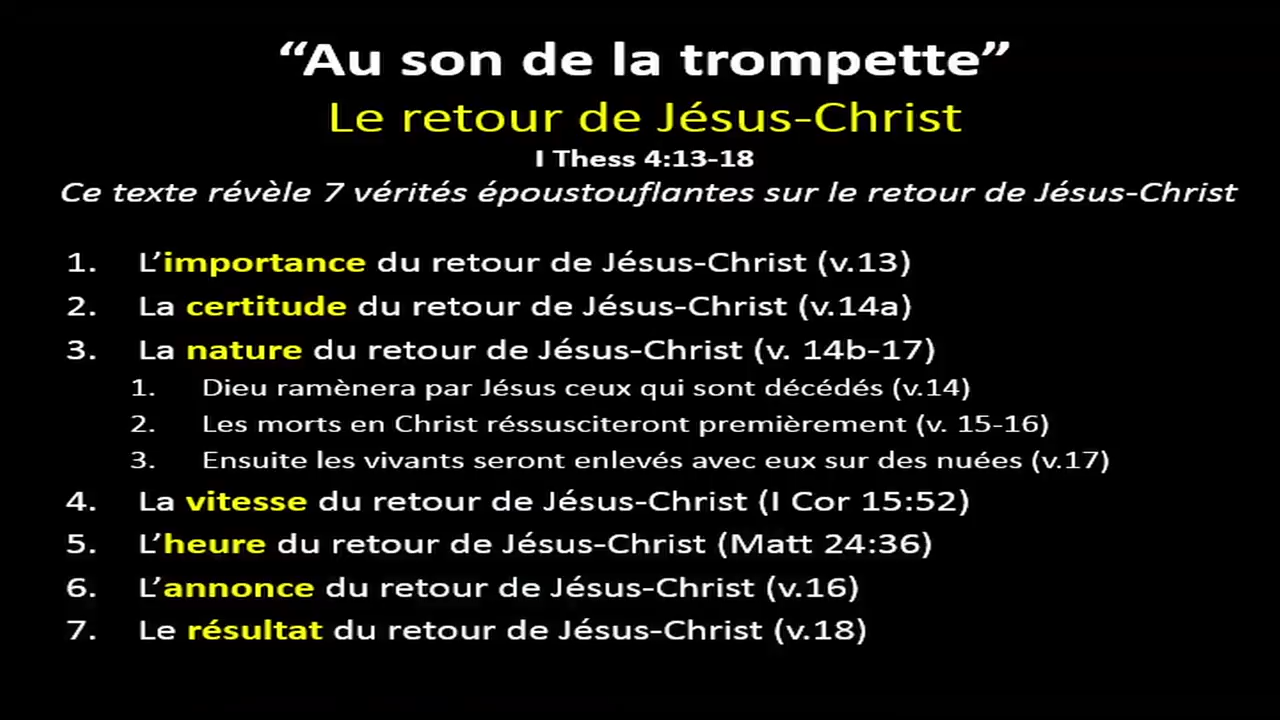 “Au son de la trompette”
Le retour de Jésus-Christ
I Thess 4:13-18
Ce texte révèle 7 vérités époustouflantes sur le retour de Jésus-Christ
1. L’importance du retour de Jésus-Christ (v.13)
2. La certitude du retour de Jésus-Christ (v.14a)
3. La nature du retour de Jésus-Christ (v. 14b-17)
1. Dieu ramènera par Jésus ceux qui sont décédés (v.14)
2. Les morts en Christ réssusciteront premièrement (v. 15-16)
3. Ensuite les vivants seront enlevés avec eux sur des nuées (v.17)
4. La vitesse du retour de Jésus-Christ (I Cor 15:52)
5. L’heure du retour de Jésus-Christ (Matt 24:36)
6. L’annonce du retour de Jésus-Christ (v.16)
7. Le résultat du retour de Jésus-Christ (v.18)